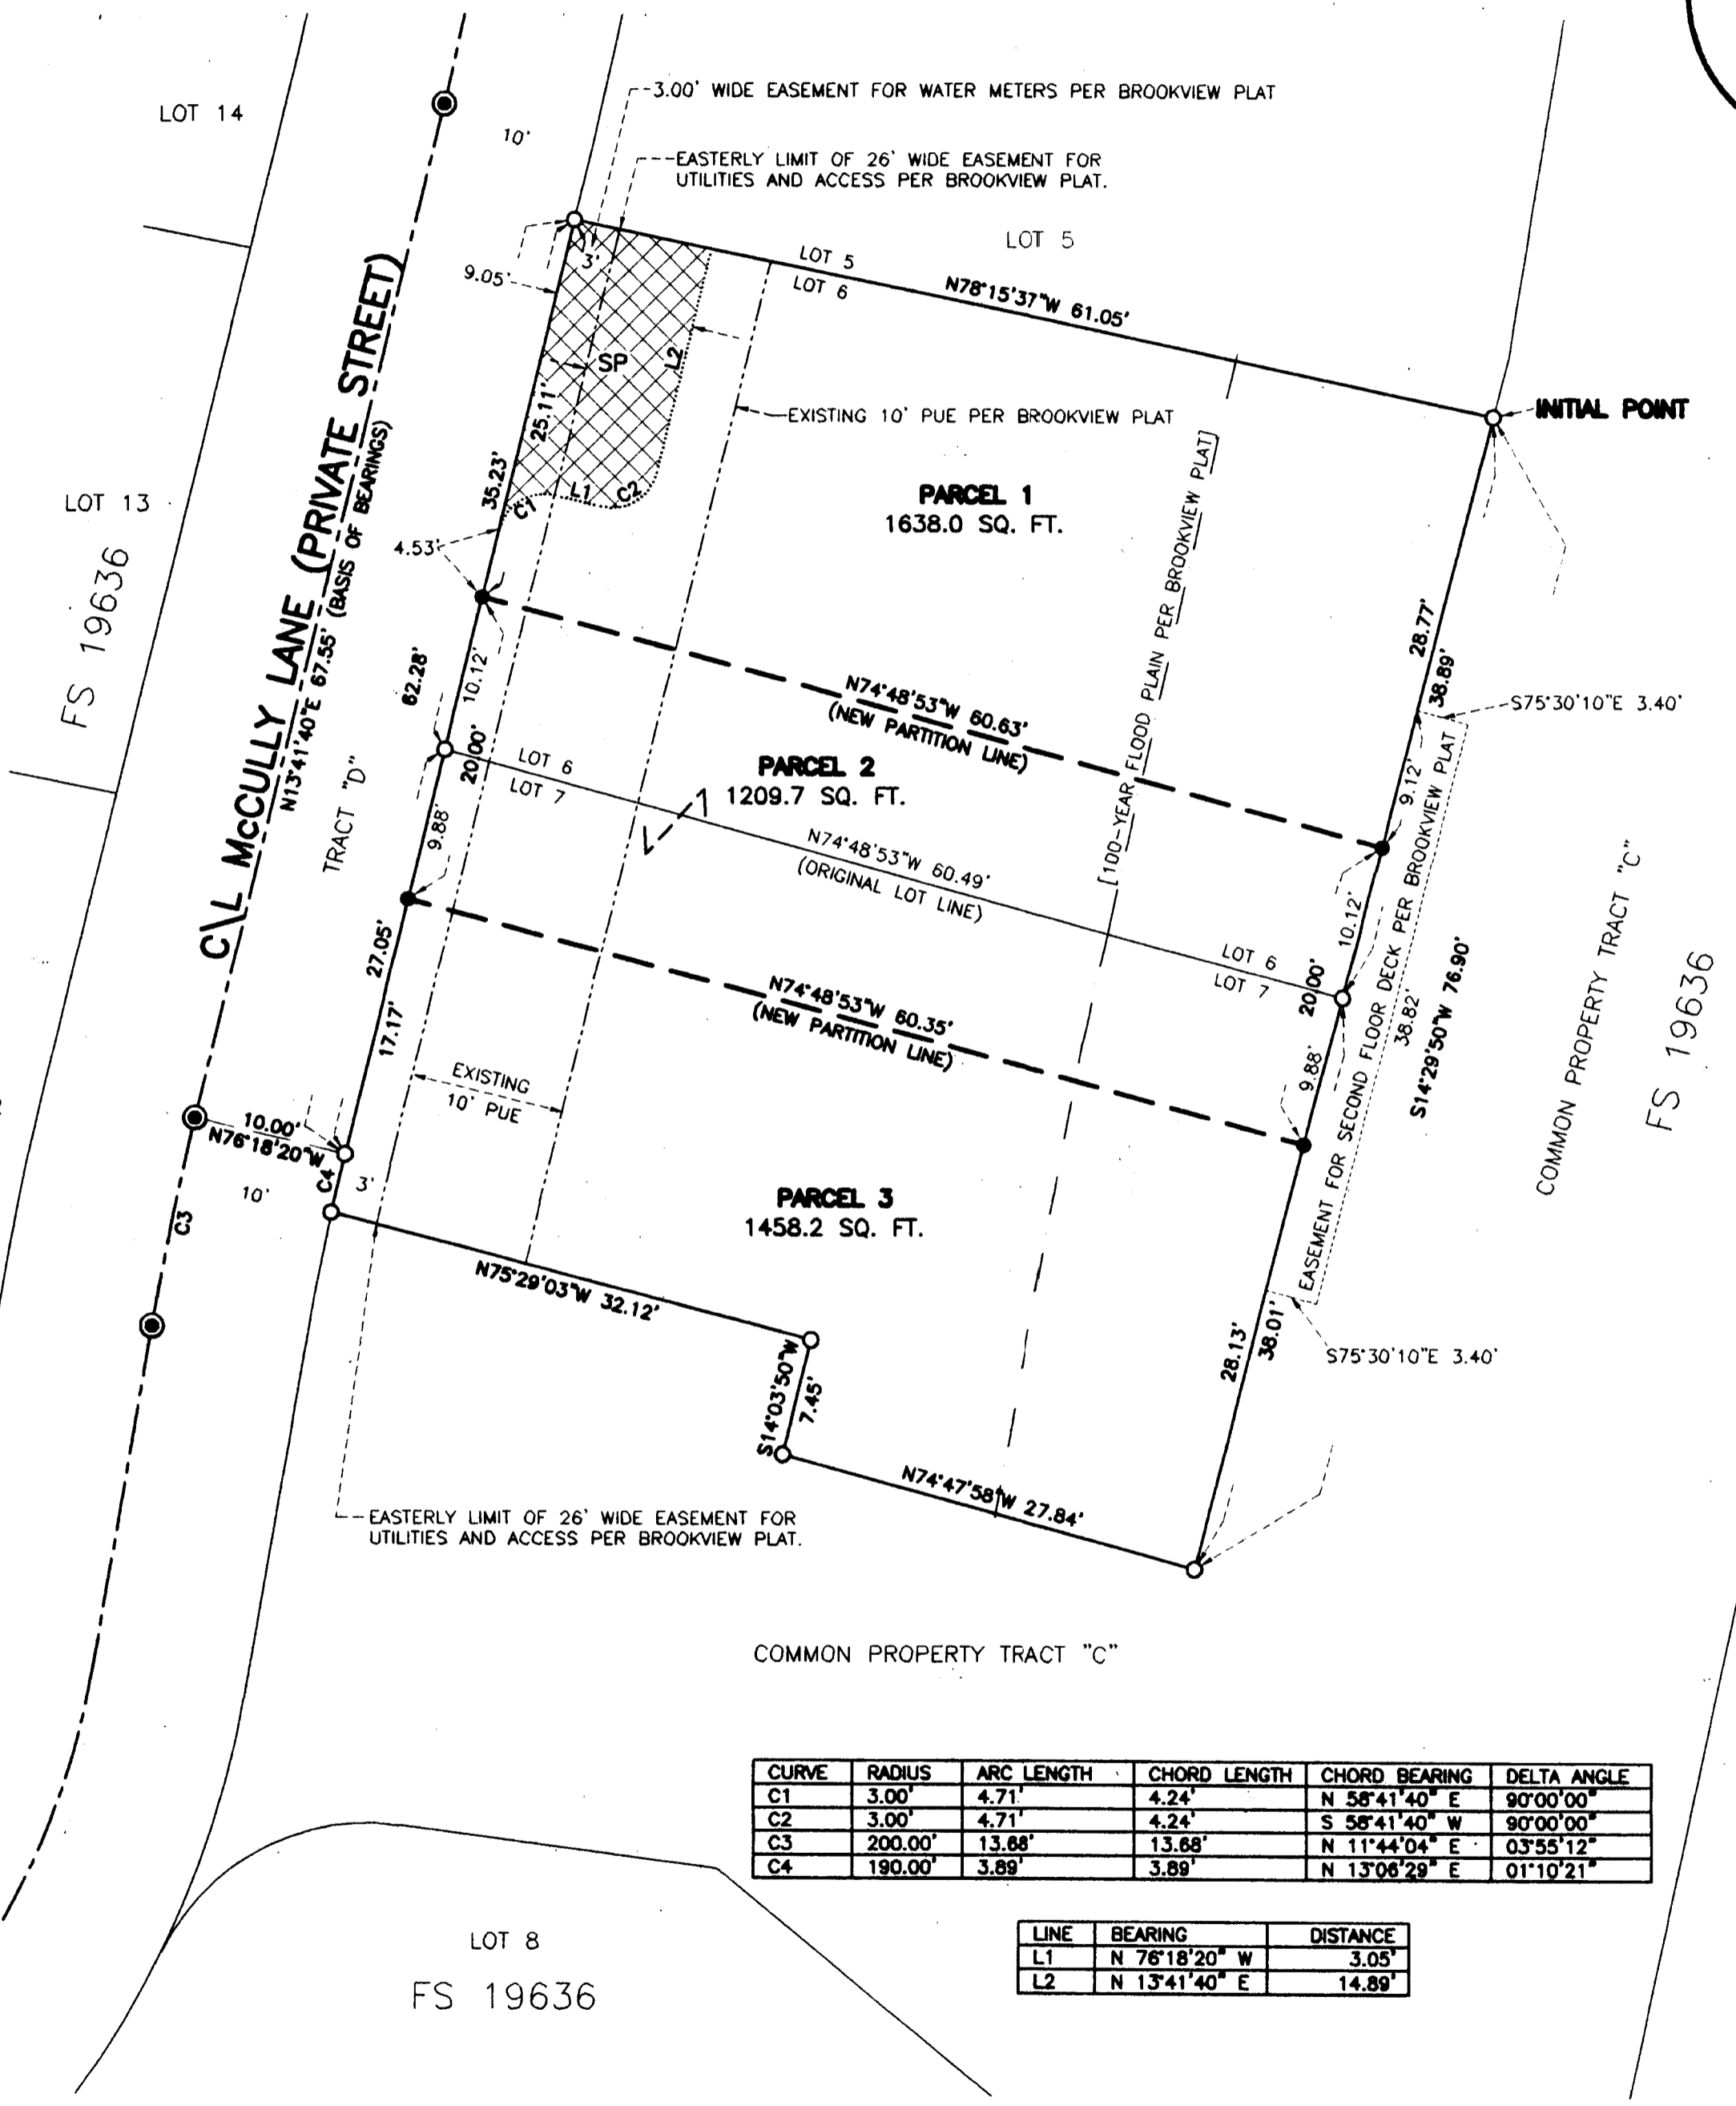 LOT 14
10'
3.00' WIDE EASEMENT FOR WATER METERS PER BROOKVIEW PLAT
EASTERLY LIMIT OF 26' WIDE EASEMENT FOR
UTILITIES AND ACCESS PER BROOKVIEW PLAT.
LOT 5
LOT 5
LOT 6
N78°15'37"W 61.05'
9.05'
3'
SP
L2
25.11'
35.23'
EXISTING 10' PUE PER BROOKVIEW PLAT
INITIAL POINT
LOT 13
FS 19636
C\L McCULLY LANE (PRIVATE STREET)
N13°41'40"E 67.55' (BASIS OF BEARINGS)
L1
C1
C2
4.53'
PARCEL 1
1638.0 SQ. FT.
[100-YEAR FLOOD PLAIN PER BROOKVIEW PLAT]
28.77'
38.89'
S75°30'10"E 3.40'
62.28'
10.12'
N74°48'53"W 60.63'
(NEW PARTITION LINE)
TRACT "D"
20.00'
LOT 6
LOT 7
PARCEL 2
1209.7 SQ. FT.
9.12'
9.88'
N74°48'53"W 60.49'
(ORIGINAL LOT LINE)
10.12'
LOT 6
LOT 7
20.00'
EASEMENT FOR SECOND FLOOR DECK PER BROOKVIEW PLAT
38.82'
S14°29'50"W 76.90'
COMMON PROPERTY TRACT "C"
FS 19636
27.05'
17.17'
N74°48'53"W 60.35'
(NEW PARTITION LINE)
9.88'
EXISTING
10' PUE
10.00'
N76°18'20"W
C4
3'
10'
C3
PARCEL 3
1458.2 SQ. FT.
N75°29'03"W 32.12'
S14°03'50"W
7.45'
28.13'
38.01'
S75°30'10"E 3.40'
N74°47'58"W 27.84'
EASTERLY LIMIT OF 26' WIDE EASEMENT FOR
UTILITIES AND ACCESS PER BROOKVIEW PLAT.
COMMON PROPERTY TRACT "C"
CURVE RADIUS ARC LENGTH CHORD LENGTH CHORD BEARING DELTA ANGLE
C1 3.00' 4.71' 4.24' N 58°41'40" E 90°00'00"
C2 3.00' 4.71' 4.24' S 58°41'40" W 90°00'00"
C3 200.00' 13.68' 13.68' N 11°44'04" E 03°55'12"
C4 190.00' 3.89' 3.89' N 13°06'29" E 01°10'21"
LINE BEARING DISTANCE
L1 N 76°18'20" W 3.05'
L2 N 13°41'40" E 14.89'
LOT 8
FS 19636